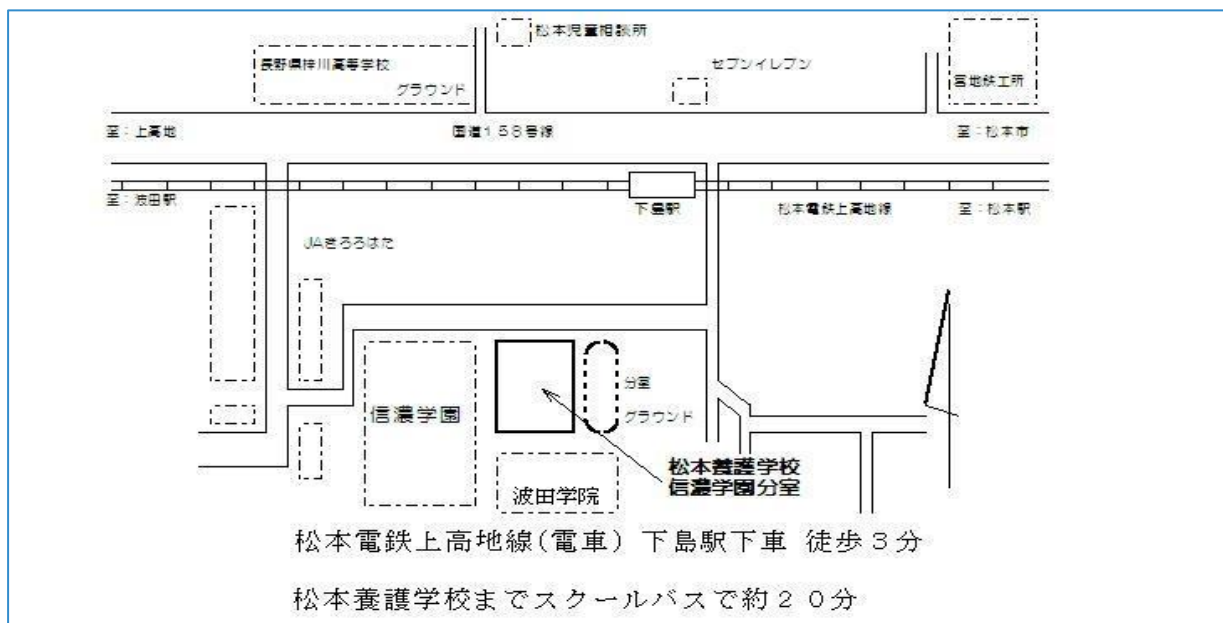 松本児童相談所
長野県梓川高等学校
グラウンド
セブンイレブン
宮地鉄工所
至：上高地
国道１５８号線
至：松本市
至：波田駅
下島駅
松本電鉄上高地線
至：松本駅
JAきろろはた
信濃学園
分室
グラウンド
松本養護学校
信濃学園分室
波田学院
松本電鉄上高地線(電車) 下島駅下車 徒歩３分
松本養護学校までスクールバスで約２０分